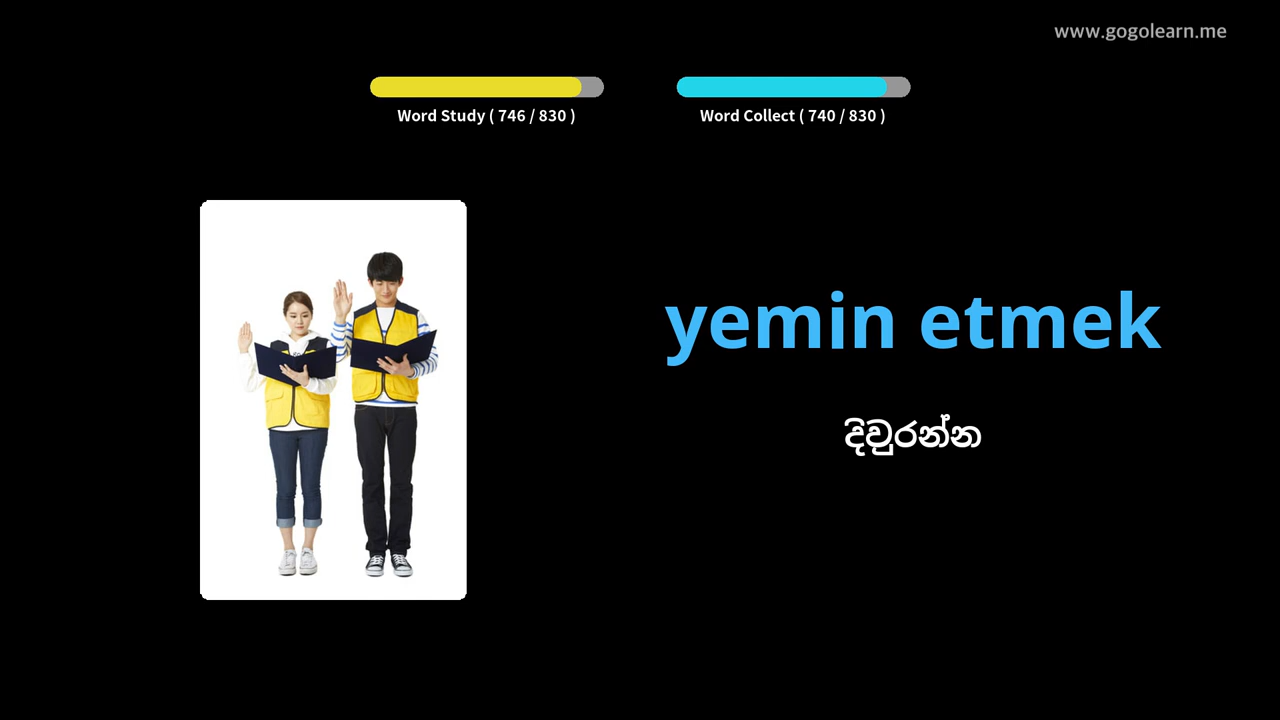 www.gogolearn.me
Word Study ( 746 / 830 )
Word Collect ( 740 / 830 )
yemin etmek
දිවුරන්න